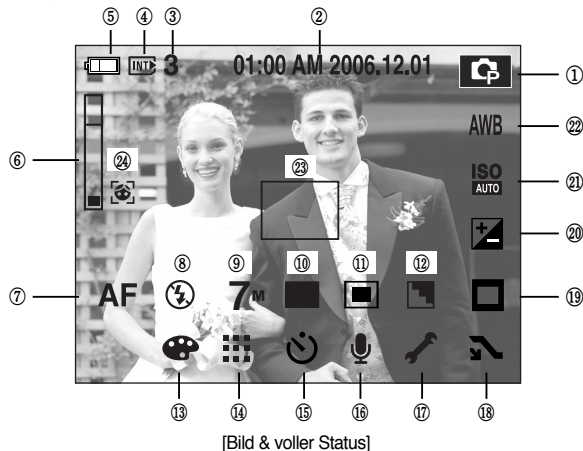 ⑤ ④ ③ ②
INT 3 01:00 AM 2006.12.01 P ①
AWB ㉒
⑥ ㉔ ㉓ ISO AUTO ㉑
⑳
⑧ ⑨ ⑩ ⑪ ⑫
⑦ AF 7M ⑲
⑬ ⑭ ⑮ ⑯ ⑰ ⑱
[Bild & voller Status]